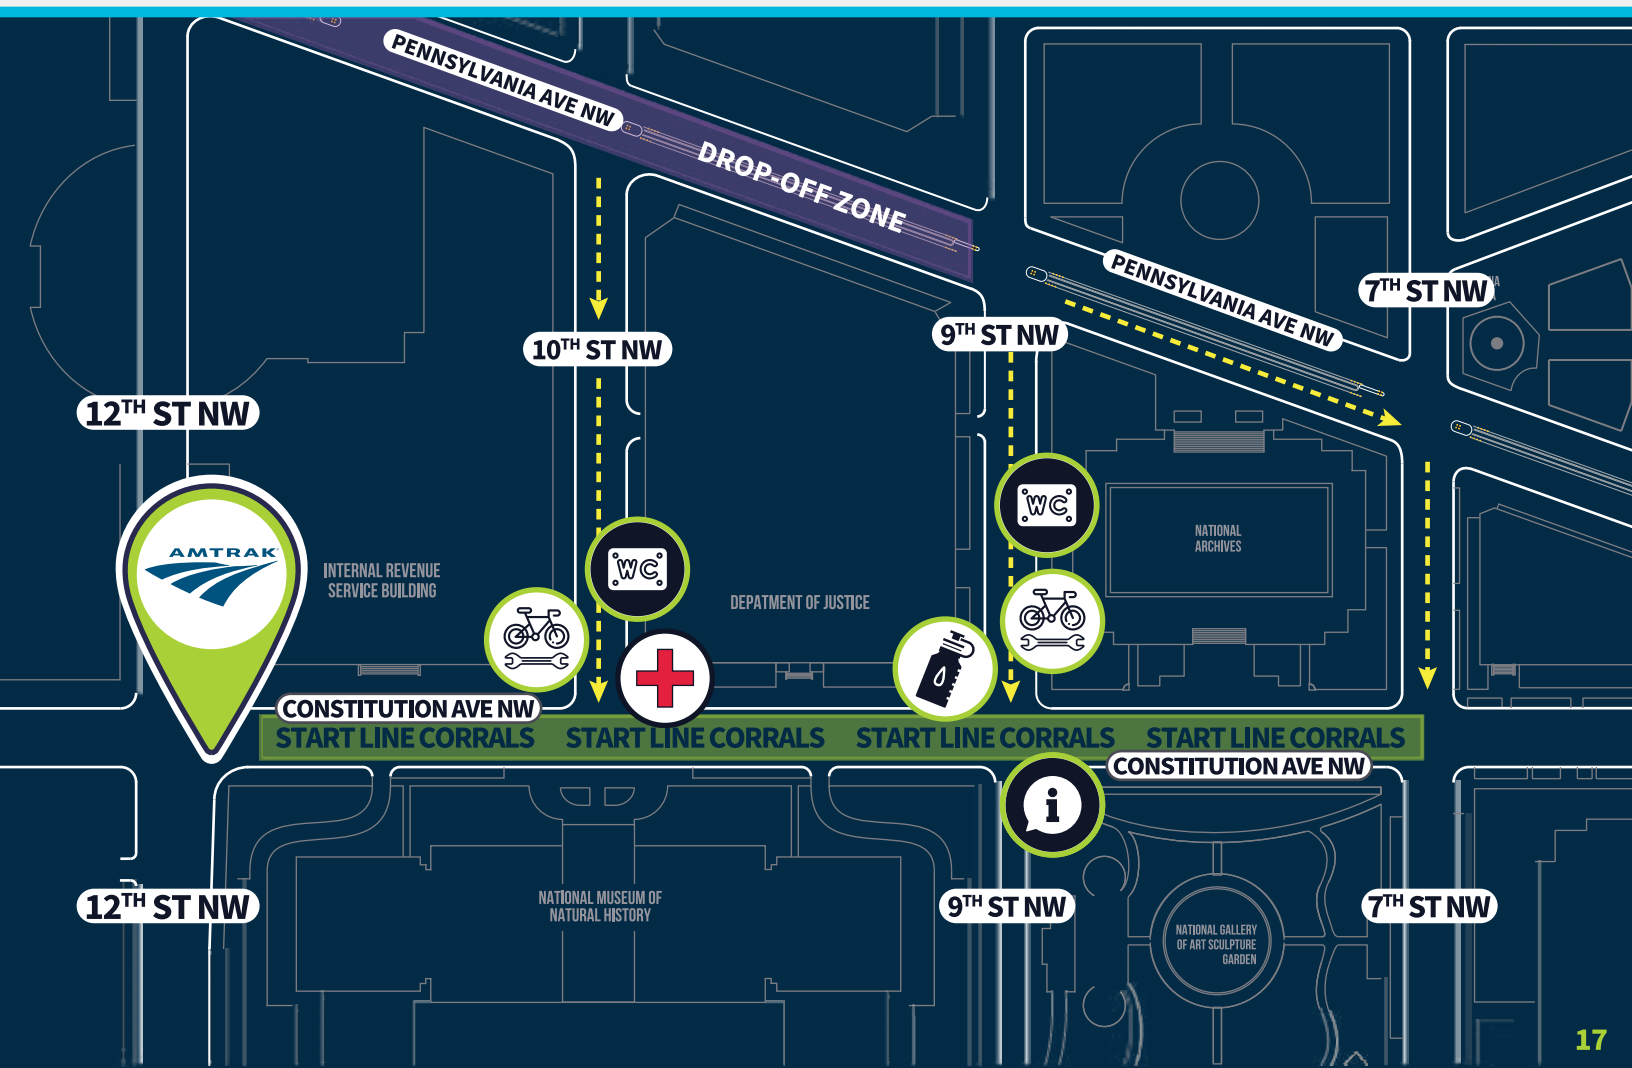 PENNSYLVANIA AVE NW
DROP-OFF ZONE
PENNSYLVANIA AVE NW
7TH ST NW
10TH ST NW
9TH ST NW
12TH ST NW
WC
NATIONAL
ARCHIVES
AMTRAK
INTERNAL REVENUE
SERVICE BUILDING
WC
DEPATMENT OF JUSTICE
CONSTITUTION AVE NW
START LINE CORRALS
START LINE CORRALS
START LINE CORRALS
START LINE CORRALS
CONSTITUTION AVE NW
i
12TH ST NW
NATIONAL MUSEUM OF
NATURAL HISTORY
9TH ST NW
7TH ST NW
NATIONAL GALLERY
OF ART SCULPTURE
GARDEN
17